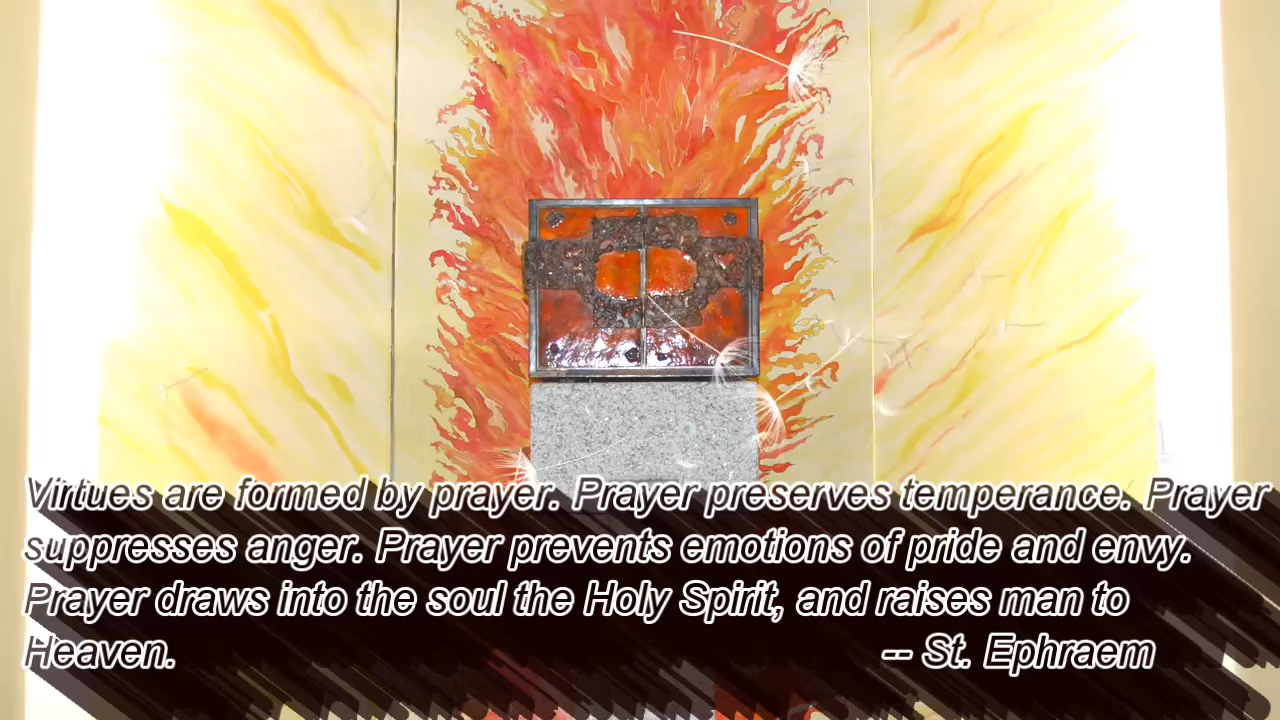 Virtues are formed by prayer. Prayer preserves temperance. Prayer
suppresses anger. Prayer prevents emotions of pride and envy.
Prayer draws into the soul the Holy Spirit, and raises man to
Heaven. -- St. Ephraem